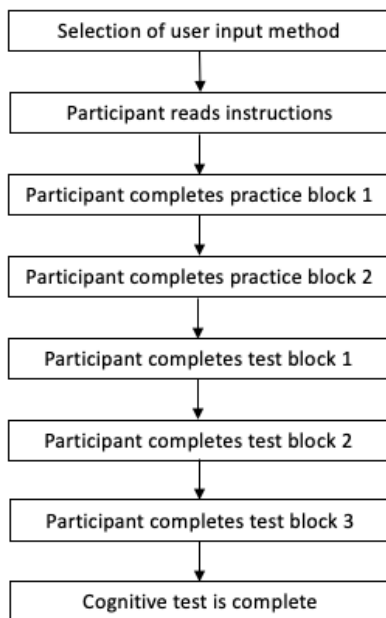 Selection of user input method
Participant reads instructions
Participant completes practice block 1
Participant completes practice block 2
Participant completes test block 1
Participant completes test block 2
Participant completes test block 3
Cognitive test is complete